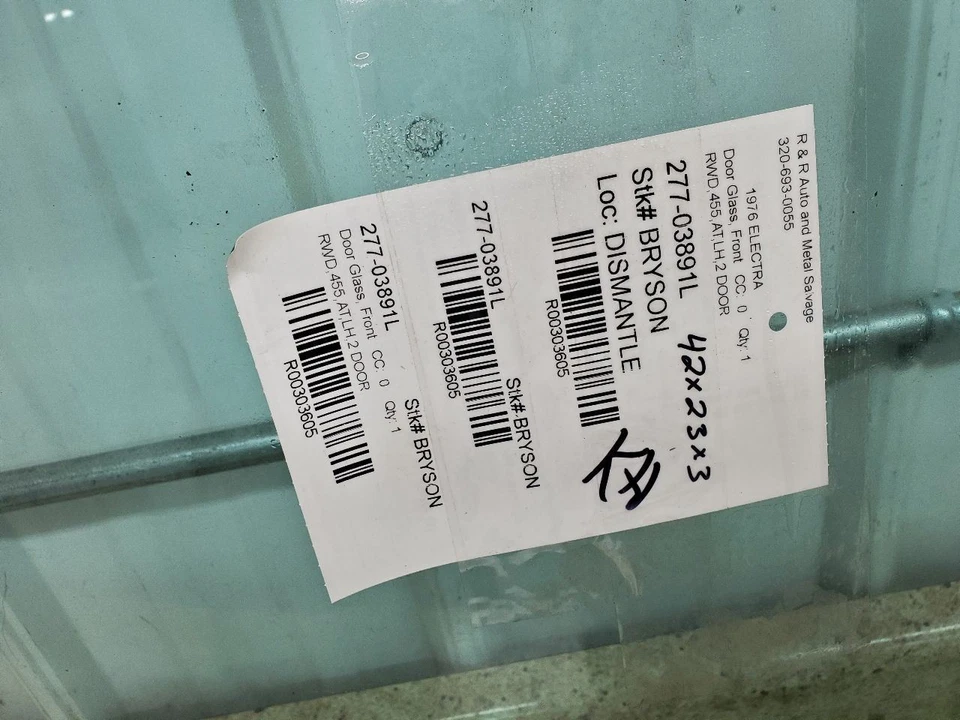 R & R Auto and Metal Savage
320-693-0055
1976 ELECTRA
Door Glass, Front CC: 0 Qty: 1
RWD,455,AT,LH,2 DOOR
277-03891L
42x23x3
Stk# BRYSON
Loc: DISMANTLE
R00303605
277-03891L
Stk# BRYSON
R00303605
Stk# BRYSON
277-03891L
Door Glass, Front CC: 0 Qty: 1
RWD,455,AT,LH,2 DOOR
R00303605